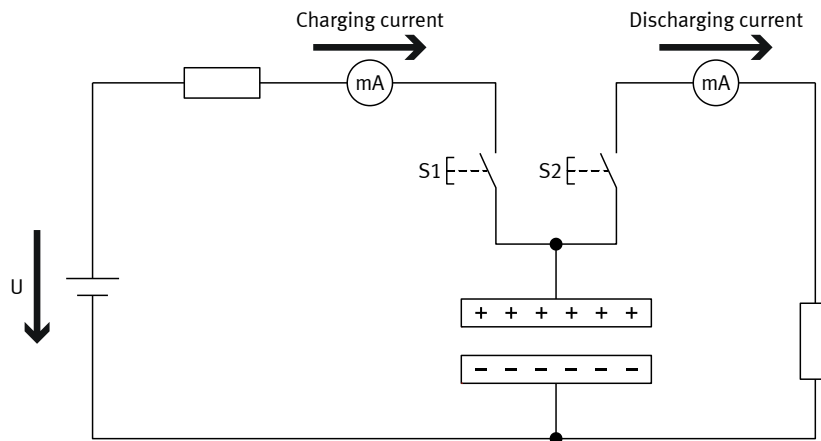 Charging current
Discharging current
mA
mA
S1
S2
U
+ + + + + +
– – – – – –